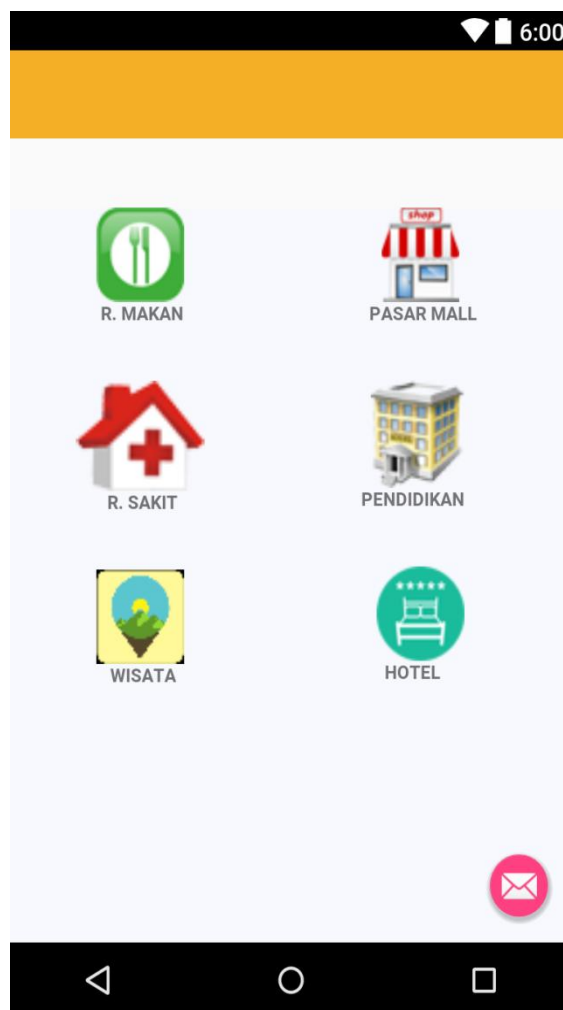 6:00
shop
R. MAKAN
PASAR MALL
R. SAKIT
PENDIDIKAN
WISATA
HOTEL